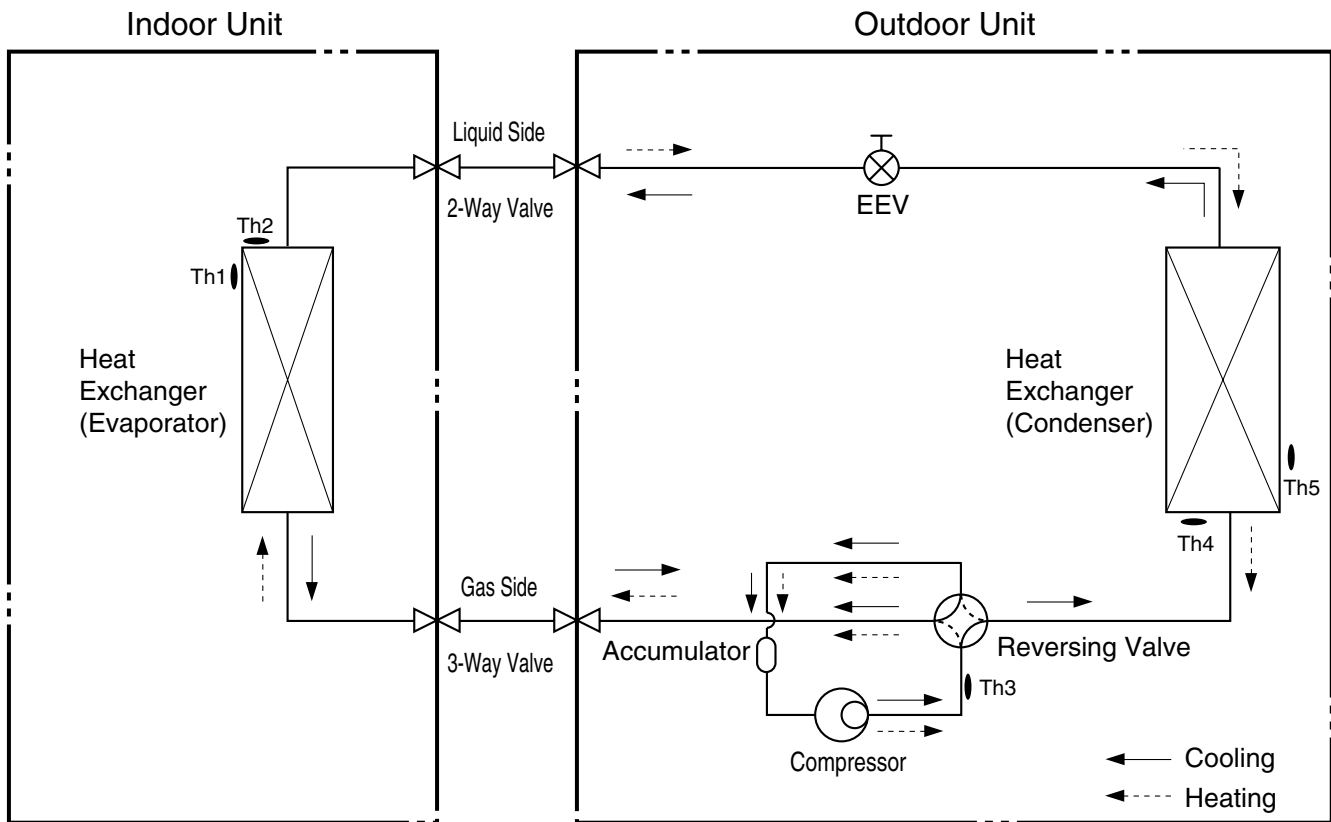 Indoor Unit
Outdoor Unit
Liquid Side
2-Way Valve
EEV
Th2
Th1
Heat
Exchanger
(Evaporator)
Heat
Exchanger
(Condenser)
Th5
Th4
Gas Side
3-Way Valve
Accumulator
Reversing Valve
Th3
Compressor
Cooling
Heating